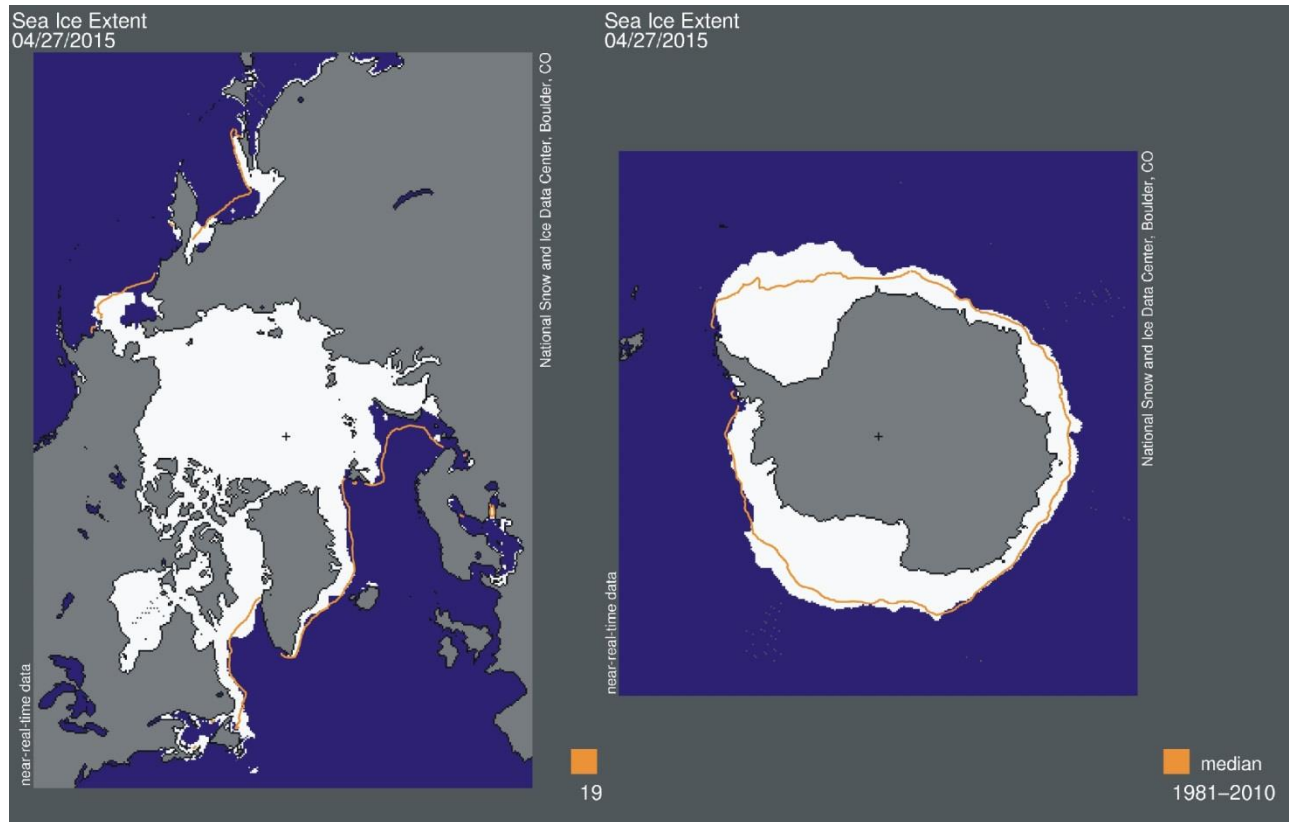 Sea Ice Extent
04/27/2015
National Snow and Ice Data Center, Boulder, CO
near-real-time data
19
Sea Ice Extent
04/27/2015
National Snow and Ice Data Center, Boulder, CO
near-real-time data
median
1981–2010